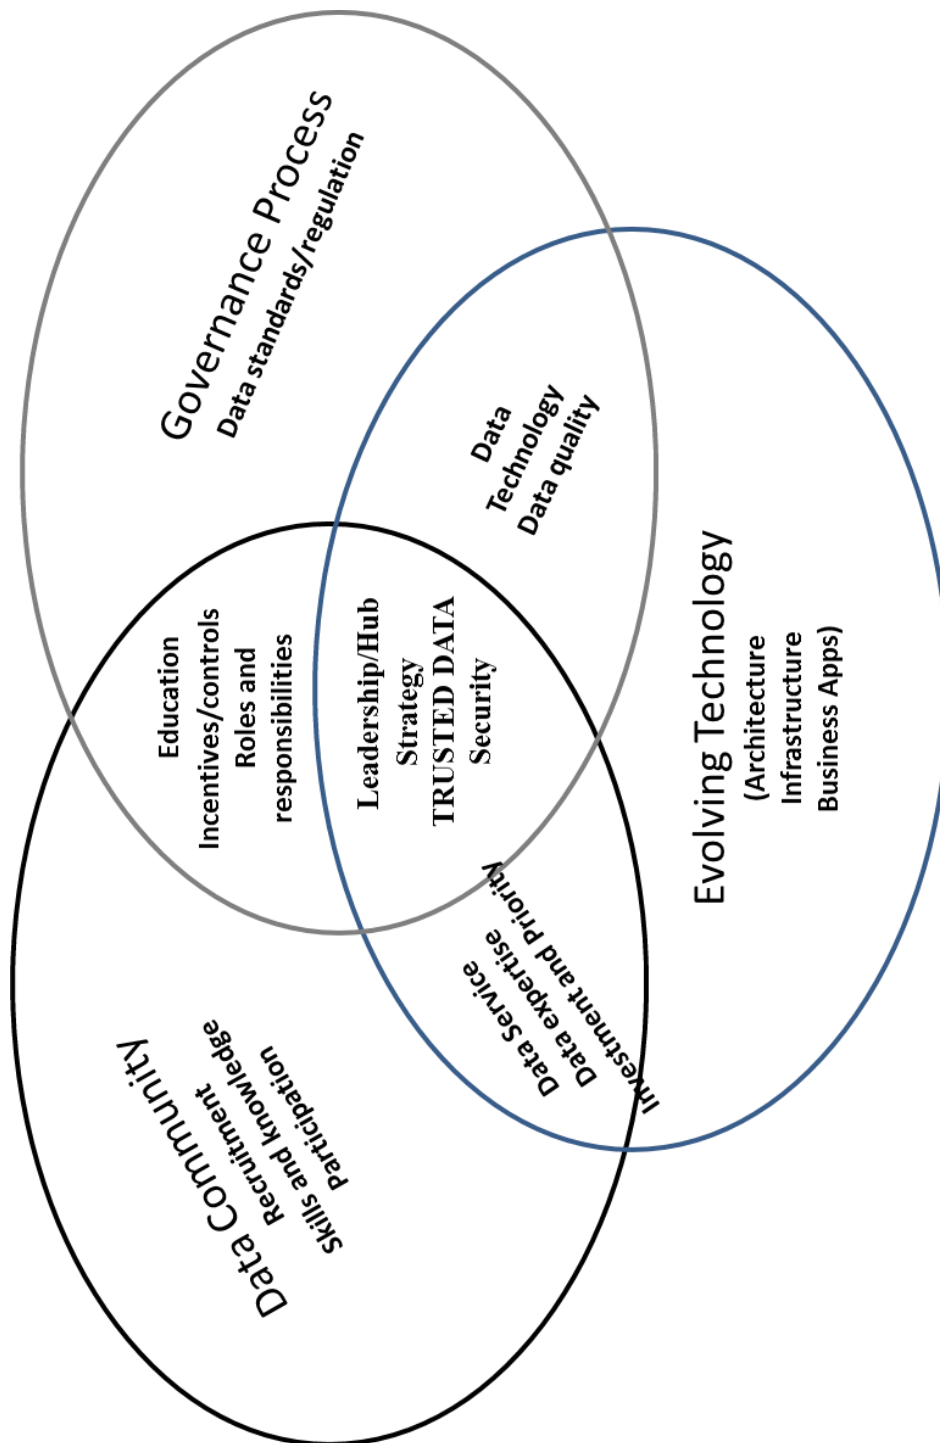 Data Community
Recruitment
Skills and knowledge
Participation
Education
Incentives/controls
Roles and
responsibilities
Governance Process
Data standards/regulation
Leadership/Hub
Strategy
TRUSTED DATA
Security
Data Service
Data expertise
Investment and Priority
Data
Technology
Data quality
Evolving Technology
(Architecture
Infrastructure
Business Apps)